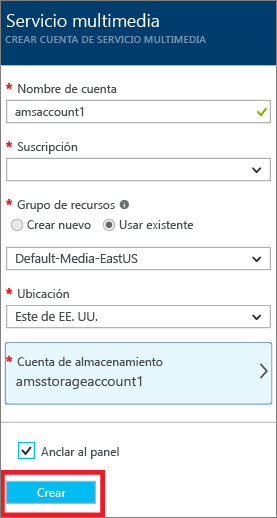 Servicio multimedia
CREAR CUENTA DE SERVICIO MULTIMEDIA
* Nombre de cuenta
amsaccount1
* Suscripción
* Grupo de recursos
Crear nuevo Usar existente
Default-Media-EastUS
* Ubicación
Este de EE. UU.
* Cuenta de almacenamiento
amsstorageaccount1
Anclar al panel
Crear